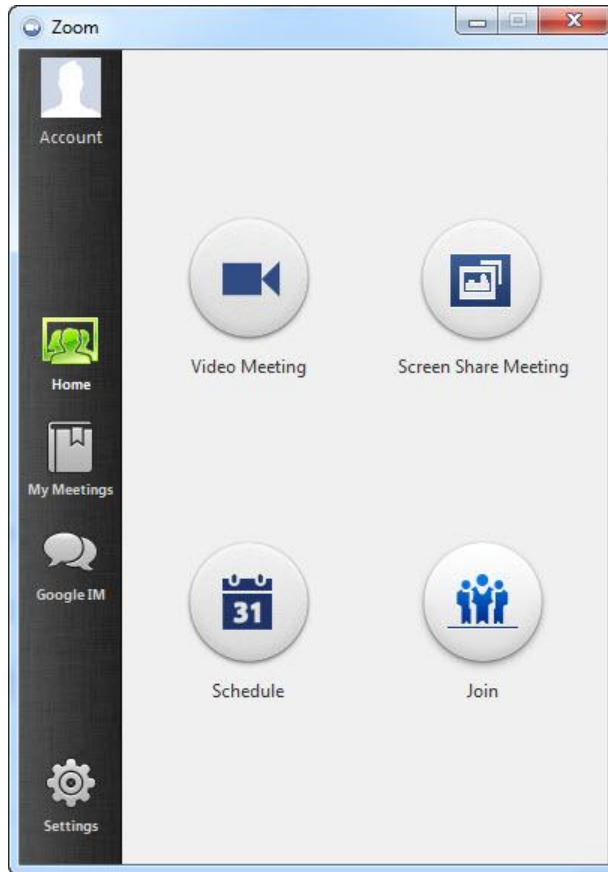 Zoom
Account
Home
My Meetings
Google IM
Settings
Video Meeting
Screen Share Meeting
31
Schedule
Join